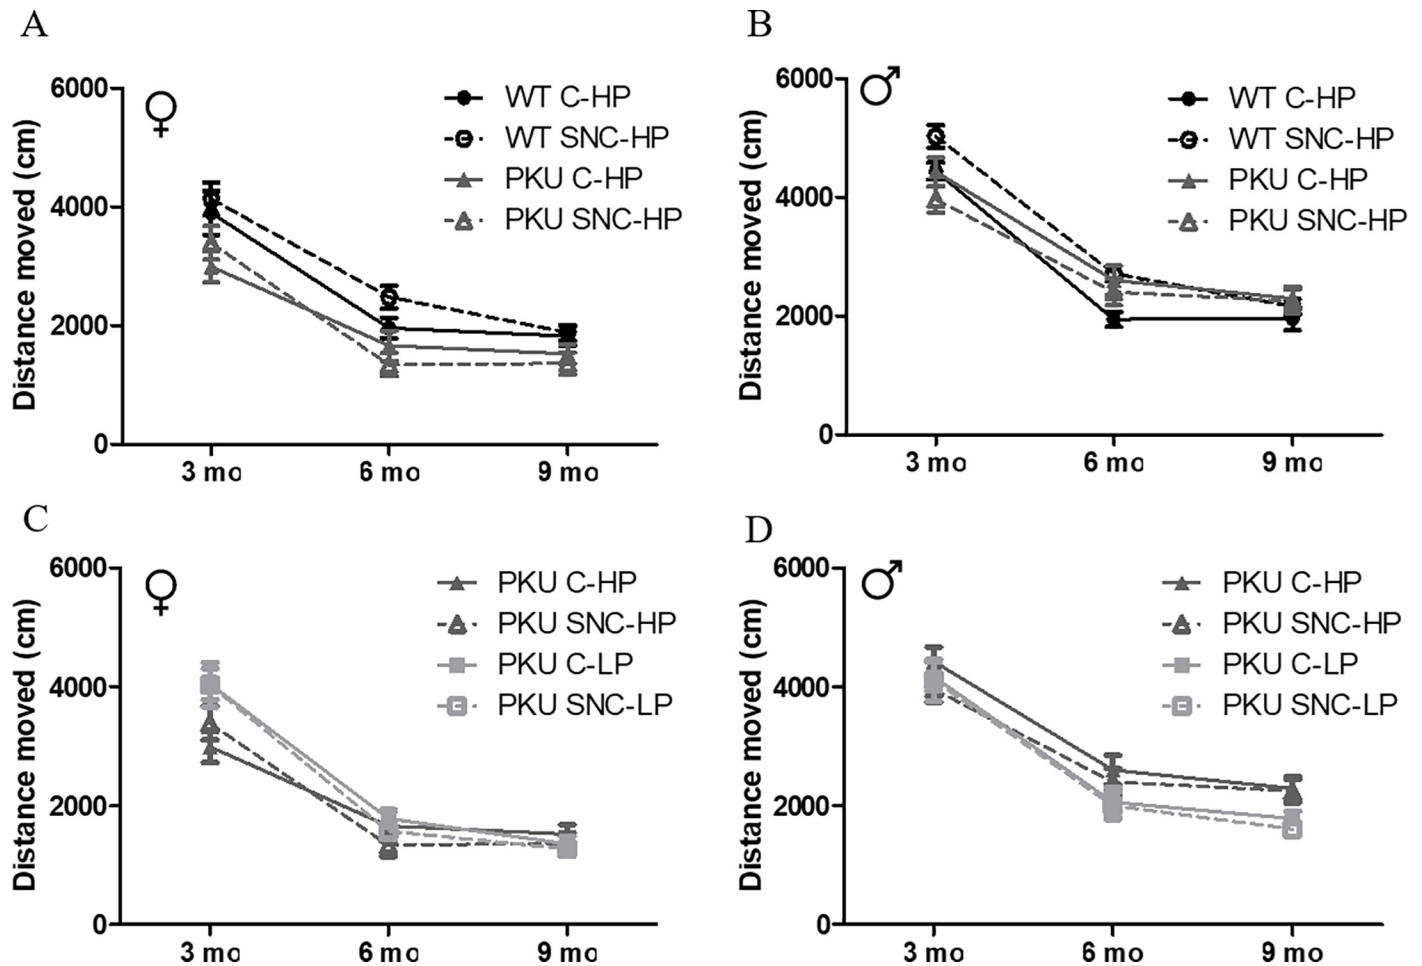 A
Distance moved (cm)
6000
4000
2000
0
3 mo
6 mo
9 mo
WT C-HP
WT SNC-HP
PKU C-HP
PKU SNC-HP
B
Distance moved (cm)
6000
4000
2000
0
3 mo
6 mo
9 mo
WT C-HP
WT SNC-HP
PKU C-HP
PKU SNC-HP
C
Distance moved (cm)
6000
4000
2000
0
3 mo
6 mo
9 mo
PKU C-HP
PKU SNC-HP
PKU C-LP
PKU SNC-LP
D
Distance moved (cm)
6000
4000
2000
0
3 mo
6 mo
9 mo
PKU C-HP
PKU SNC-HP
PKU C-LP
PKU SNC-LP